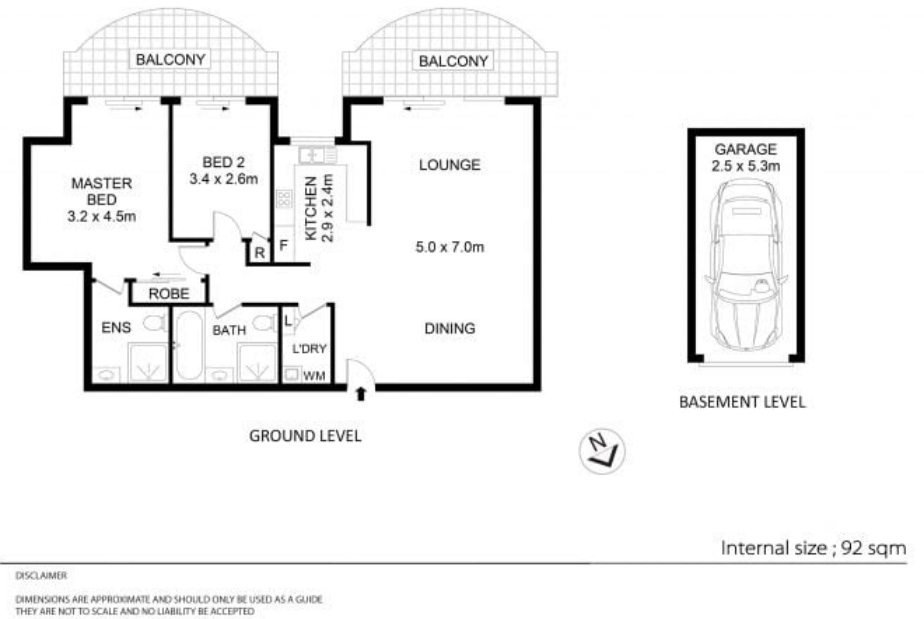 BALCONY
BALCONY
MASTER
BED
3.2 x 4.5m
BED 2
3.4 x 2.6m
KITCHEN
2.9 x 2.4m
F
R
LOUNGE
5.0 x 7.0m
DINING
ROBE
ENS
BATH
L
L'DRY
WM
GROUND LEVEL
GARAGE
2.5 x 5.3m
BASEMENT LEVEL
N
Internal size ; 92 sqm
DISCLAIMER
DIMENSIONS ARE APPROXIMATE AND SHOULD ONLY BE USED AS A GUIDE
THEY ARE NOT TO SCALE AND NO LIABILITY BE ACCEPTED